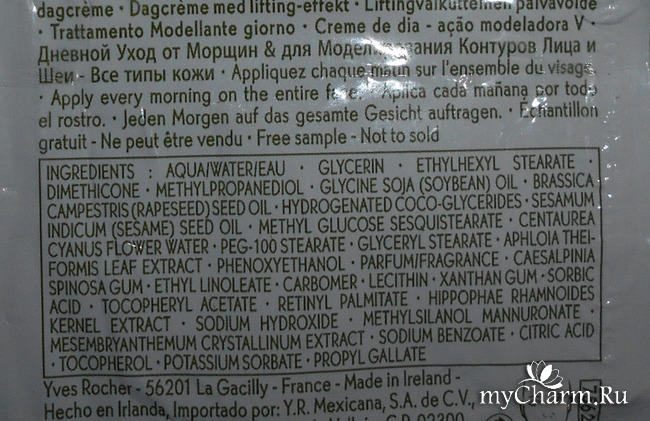 dagcrème • Dagcrème med lifting-effekt • Liftingvaikutteinen päivävoide
• Trattamento Modellante giorno • Creme de dia - ação modeladora V •
Дневной Уход от Морщин & для Моделирования Контуров Лица и
Шеи - Все типы кожи • Appliquez chaque matin sur l'ensemble du visage.
• Apply every morning on the entire face. • Aplica cada mañana por todo
el rostro. • Jeden Morgen auf das gesamte Gesicht auftragen. • Échantillon
gratuit - Ne peut être vendu • Free sample - Not to sold
INGREDIENTS : AQUA/WATER/EAU • GLYCERIN • ETHYLHEXYL STEARATE •
DIMETHICONE • METHYLPROPANEDIOL • GLYCINE SOJA (SOYBEAN) OIL • BRASSICA
CAMPESTRIS (RAPESEED) SEED OIL • HYDROGENATED COCO-GLYCERIDES • SESAMUM
INDICUM (SESAME) SEED OIL • METHYL GLUCOSE SESQUISTEARATE • CENTAUREA
CYANUS FLOWER WATER • PEG-100 STEARATE • GLYCERYL STEARATE • APHLOIA THEI-
FORMIS LEAF EXTRACT • PHENOXYETHANOL • PARFUM/FRAGRANCE • CAESALPINIA
SPINOSA GUM • ETHYL LINOLEATE • CARBOMER • LECITHIN • XANTHAN GUM • SORBIC
ACID • TOCOPHERYL ACETATE • RETINYL PALMITATE • HIPPOPHAE RHAMNOIDES
KERNEL EXTRACT • SODIUM HYDROXIDE • METHYLSILANOL MANNURONATE •
MESEMBRYANTHEMUM CRYSTALLINUM EXTRACT • SODIUM BENZOATE • CITRIC ACID
• TOCOPHEROL • POTASSIUM SORBATE • PROPYL GALLATE
Yves Rocher - 56201 La Gacilly - France - Made in Ireland -
Hecho en Irlanda, Importado por: Y.R. Mexicana, S.A. de C.V.,
myCharm.Ru